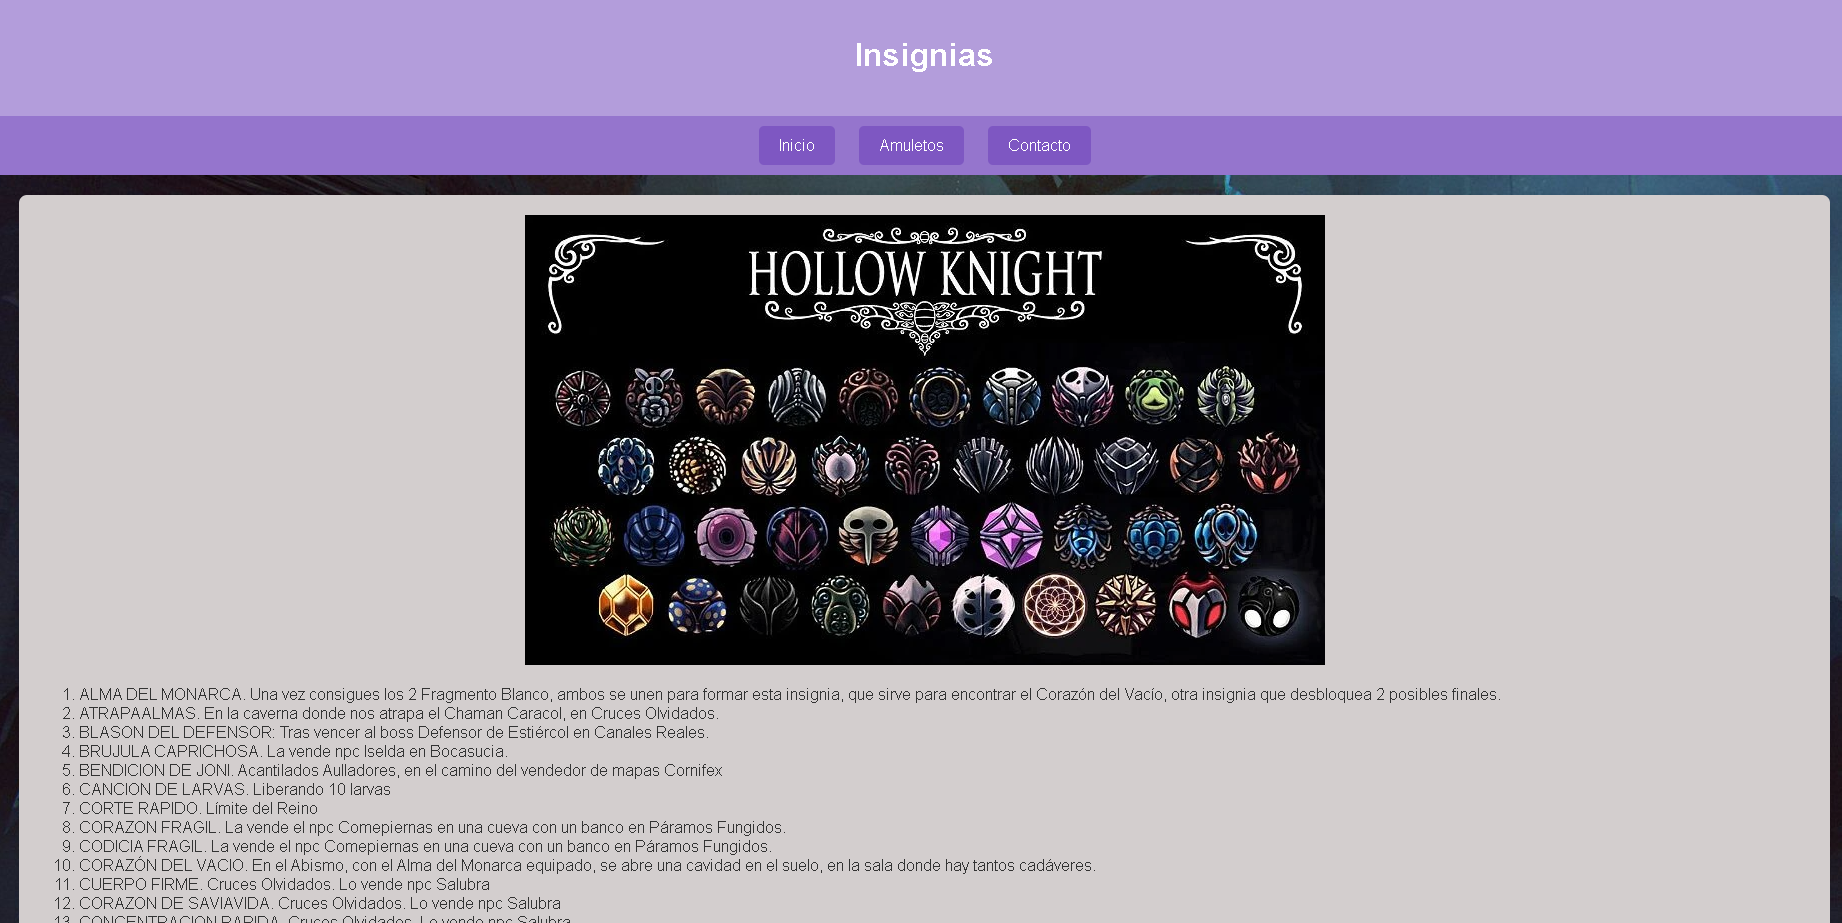 Insignias
Inicio Amuletos Contacto
HOLLOW KNIGHT
1. ALMA DEL MONARCA. Una vez consigues los 2 Fragmento Blanco, ambos se unen para formar esta insignia, que sirve para encontrar el Corazón del Vacío, otra insignia que desbloquea 2 posibles finales.
2. ATRAPAALMAS. En la caverna donde nos atrapa el Chaman Caracol, en Cruces Olvidados.
3. BLASON DEL DEFENSOR: Tras vencer al boss Defensor de Estiércol en Canales Reales.
4. BRUJULA CAPRICHOSA. La vende npc Iselda en Bocasucia.
5. BENDICION DE JONI. Acantilados Aulladores, en el camino del vendedor de mapas Cornifex
6. CANCION DE LARVAS. Liberando 10 larvas
7. CORTE RAPIDO. Límite del Reino
8. CORAZON FRAGIL. La vende el npc Comepiernas en una cueva con un banco en Páramos Fungidos.
9. CODICIA FRAGIL. La vende el npc Comepiernas en una cueva con un banco en Páramos Fungidos.
10. CORAZÓN DEL VACIO. En el Abismo, con el Alma del Monarca equipado, se abre una cavidad en el suelo, en la sala donde hay tantos cadáveres.
11. CUERPO FIRME. Cruces Olvidados. Lo vende npc Salubra
12. CORAZON DE SAVIAVIDA. Cruces Olvidados. Lo vende npc Salubra
13. CONCENTRACION RAPIDA. Cruces Olvidados. Lo vende npc Salubra